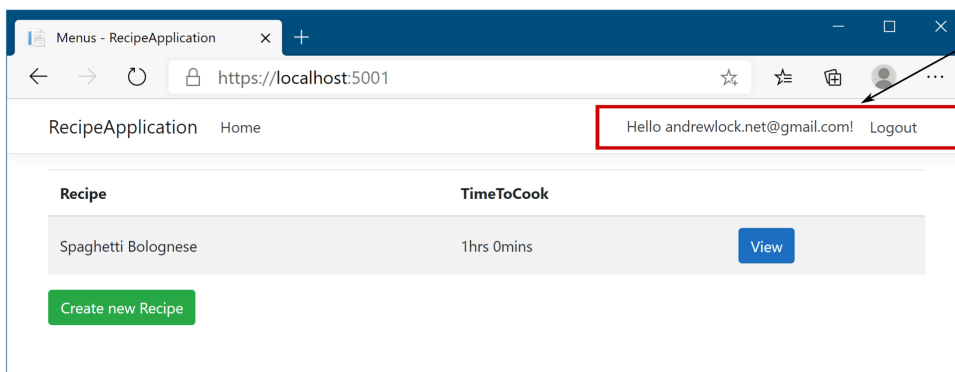 Menus - RecipeApplication
https://localhost:5001
RecipeApplication Home Hello andrewlock.net@gmail.com! Logout
Recipe TimeToCook
Spaghetti Bolognese 1hrs 0mins View
Create new Recipe